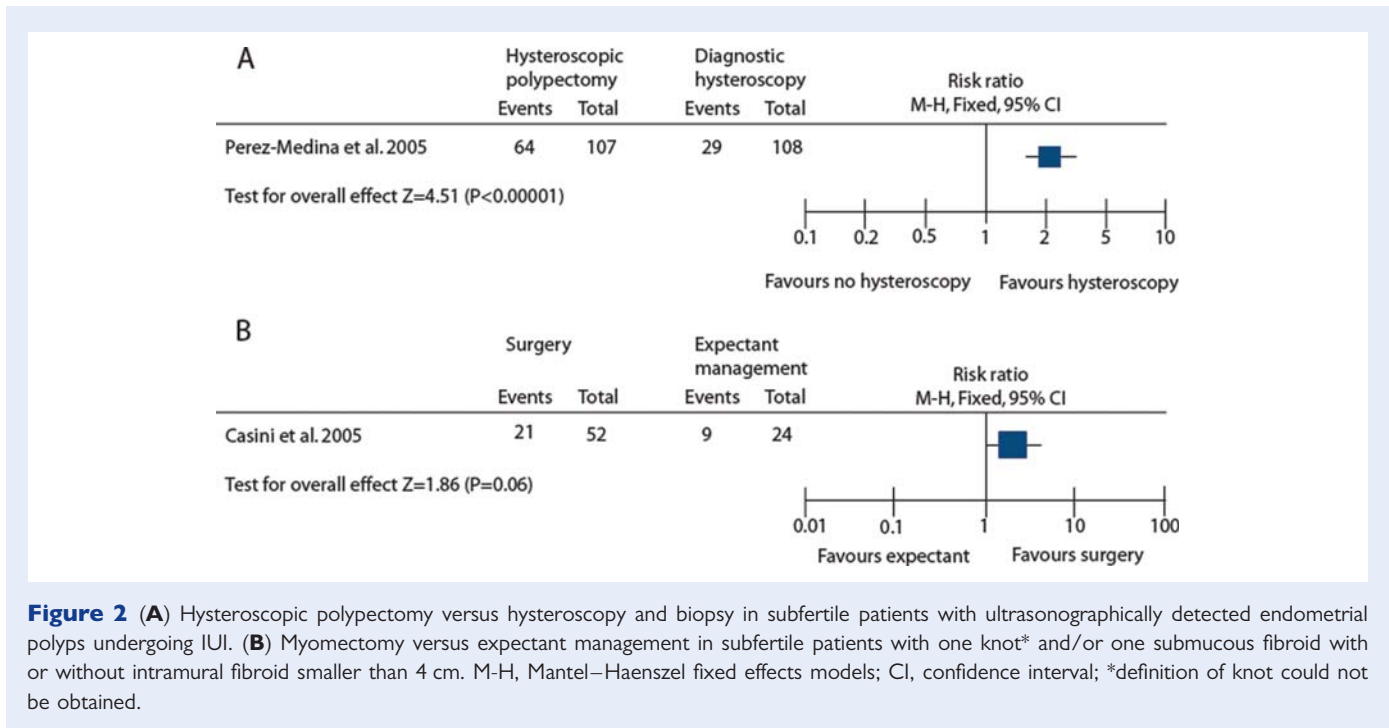 A
Hysteroscopic polypectomy
Diagnostic hysteroscopy
Risk ratio
M-H, Fixed, 95% CI
Events Total Events Total
Perez-Medina et al. 2005 64 107 29 108
Test for overall effect Z=4.51 (P<0.00001)
0.1 0.2 0.5 1 2 5 10
Favours no hysteroscopy Favours hysteroscopy
B
Surgery
Expectant management
Risk ratio
M-H, Fixed, 95% CI
Events Total Events Total
Casini et al. 2005 21 52 9 24
Test for overall effect Z=1.86 (P=0.06)
0.01 0.1 1 10 100
Favours expectant Favours surgery
Figure 2 (A) Hysteroscopic polypectomy versus hysteroscopy and biopsy in subfertile patients with ultrasonographically detected endometrial
polyps undergoing IUI. (B) Myomectomy versus expectant management in subfertile patients with one knot* and/or one submucous fibroid with
or without intramural fibroid smaller than 4 cm. M-H, Mantel–Haenszel fixed effects models; CI, confidence interval; *definition of knot could not
be obtained.